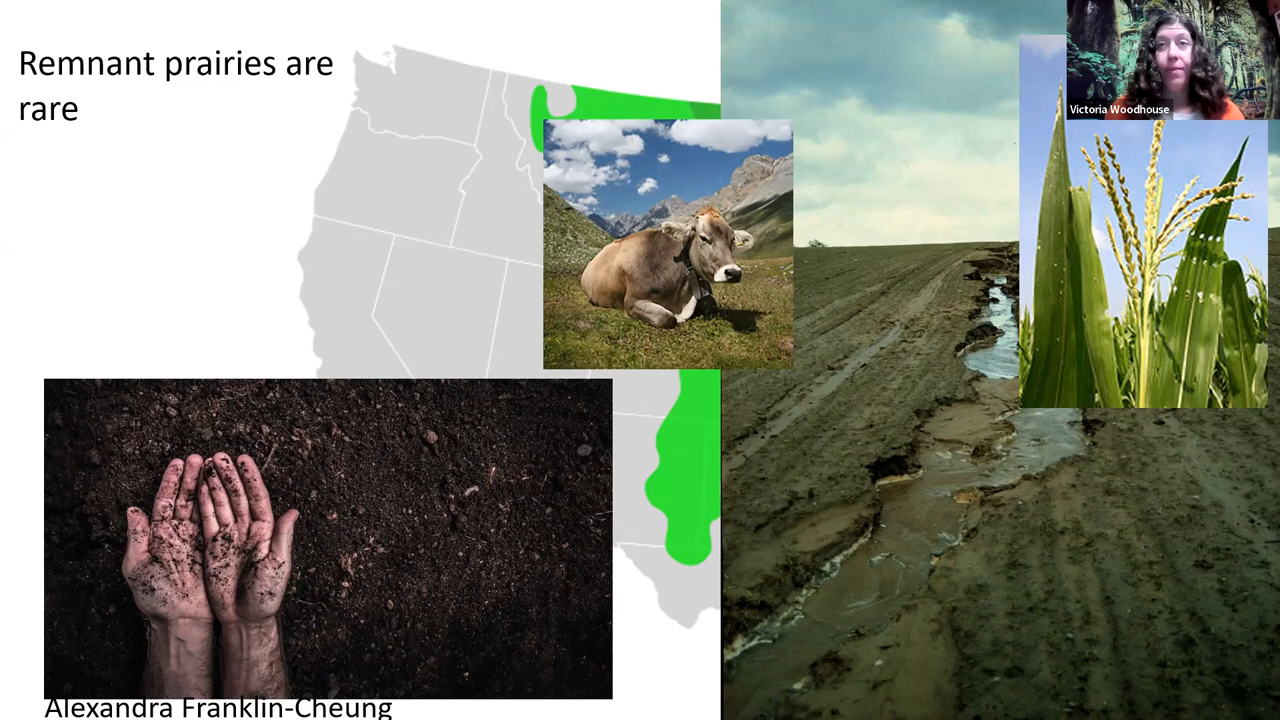 Remnant prairies are
rare
Victoria Woodhouse
Alexandra Franklin-Cheung